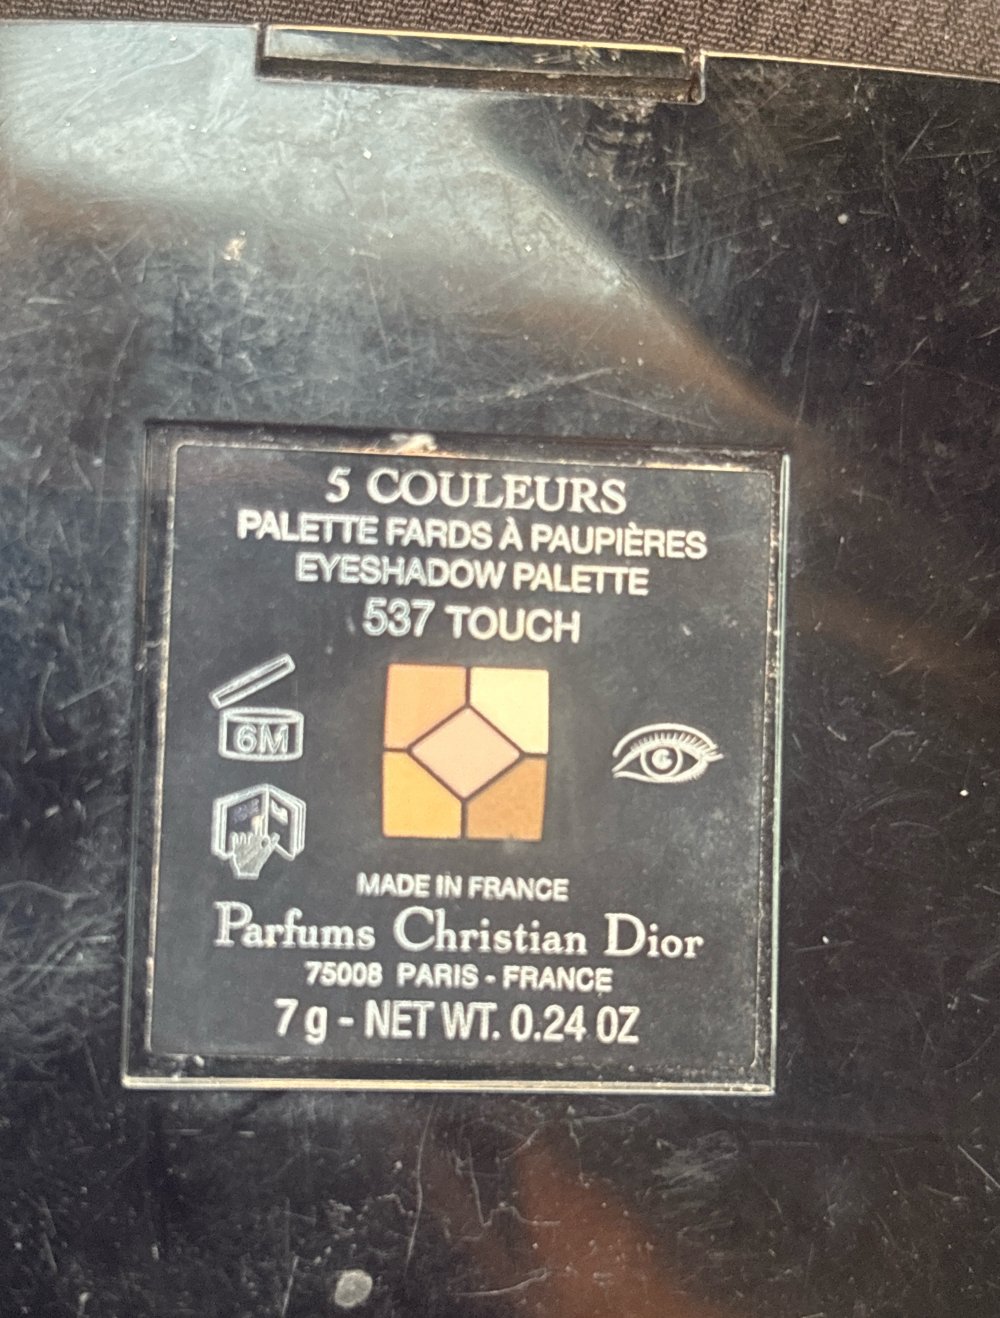 5 COULEURS
PALETTE FARDS À PAUPIÈRES
EYESHADOW PALETTE
537 TOUCH
6M
G
MADE IN FRANCE
Parfums Christian Dior
75008 PARIS - FRANCE
7 g - NET WT. 0.24 OZ